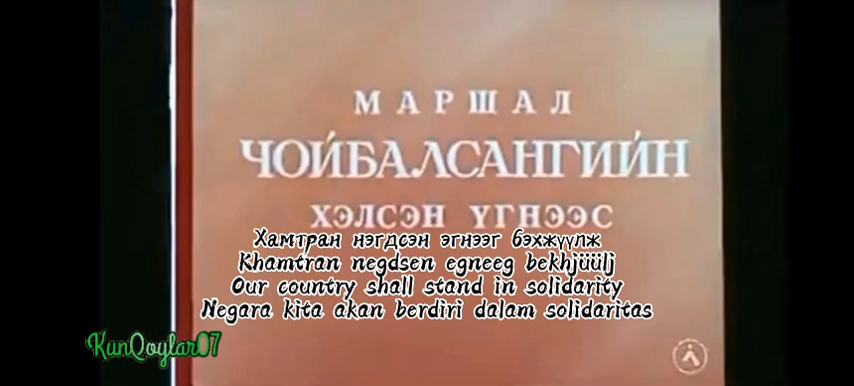 МАРШАЛ
ЧОЙБАЛСАНГИЙН
ХЭЛСЭН ҮГНЭЭС
Хамтран нэгдсэн эгнээг бэхжүүлж
Khamtran negdsen egneeg bekhjüülj
Our country shall stand in solidarity
Negara kita akan berdiri dalam solidaritas
KunQoylar07